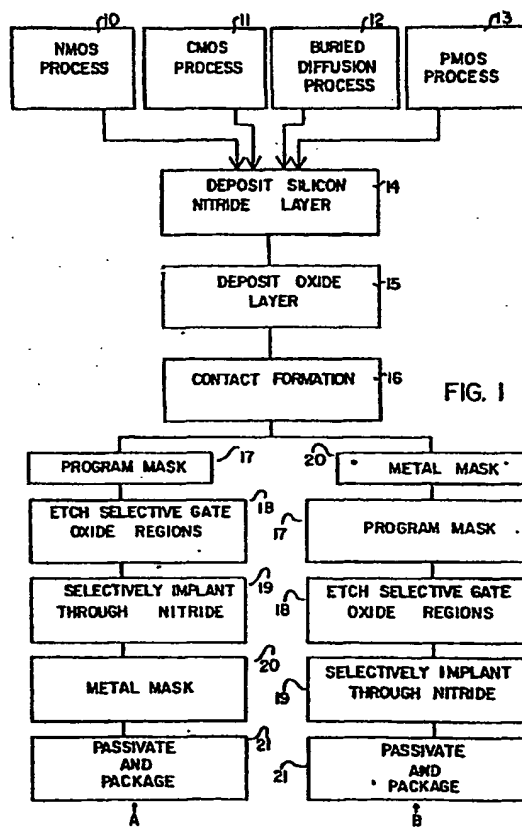 10
NMOS
PROCESS
11
CMOS
PROCESS
12
BURIED
DIFFUSION
PROCESS
13
PMOS
PROCESS
DEPOSIT SILICON
NITRIDE LAYER
14
DEPOSIT OXIDE
LAYER
15
CONTACT FORMATION
16
FIG. 1
PROGRAM MASK
17
ETCH SELECTIVE GATE
OXIDE REGIONS
18
SELECTIVELY IMPLANT
THROUGH NITRIDE
19
METAL MASK
20
PASSIVATE
AND
PACKAGE
21
A
20
METAL MASK
17
PROGRAM MASK
18
ETCH SELECTIVE GATE
OXIDE REGIONS
19
SELECTIVELY IMPLANT
THROUGH NITRIDE
21
PASSIVATE
AND
PACKAGE
B